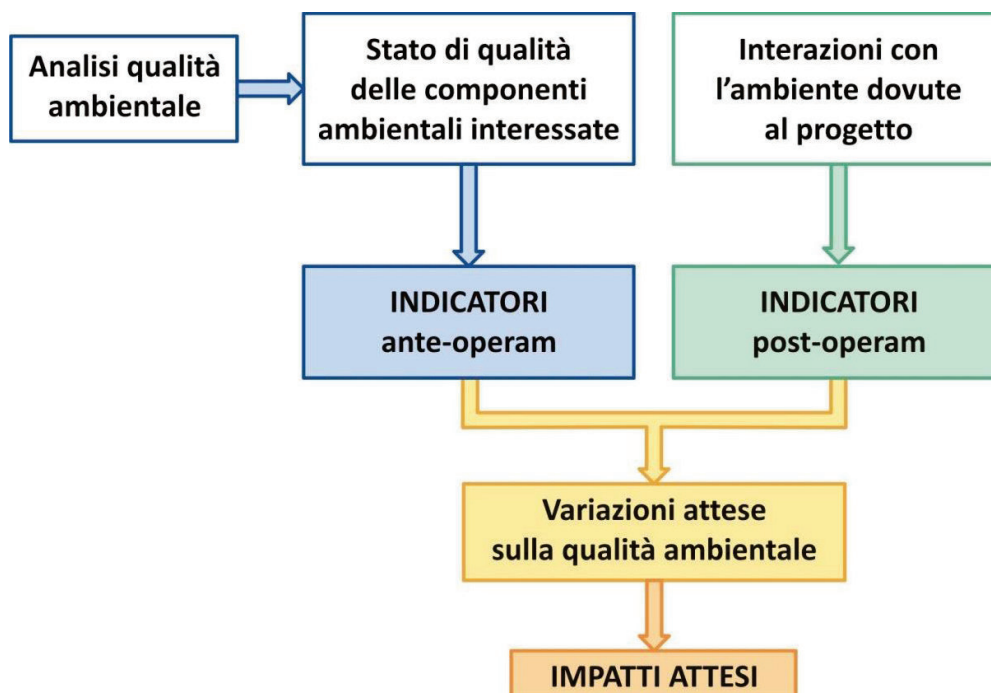 Analisi qualità
ambientale
Stato di qualità
delle componenti
ambientali interessate
Interazioni con
l'ambiente dovute
al progetto
INDICATORI
ante-operam
INDICATORI
post-operam
Variazioni attese
sulla qualità ambientale
IMPATTI ATTESI